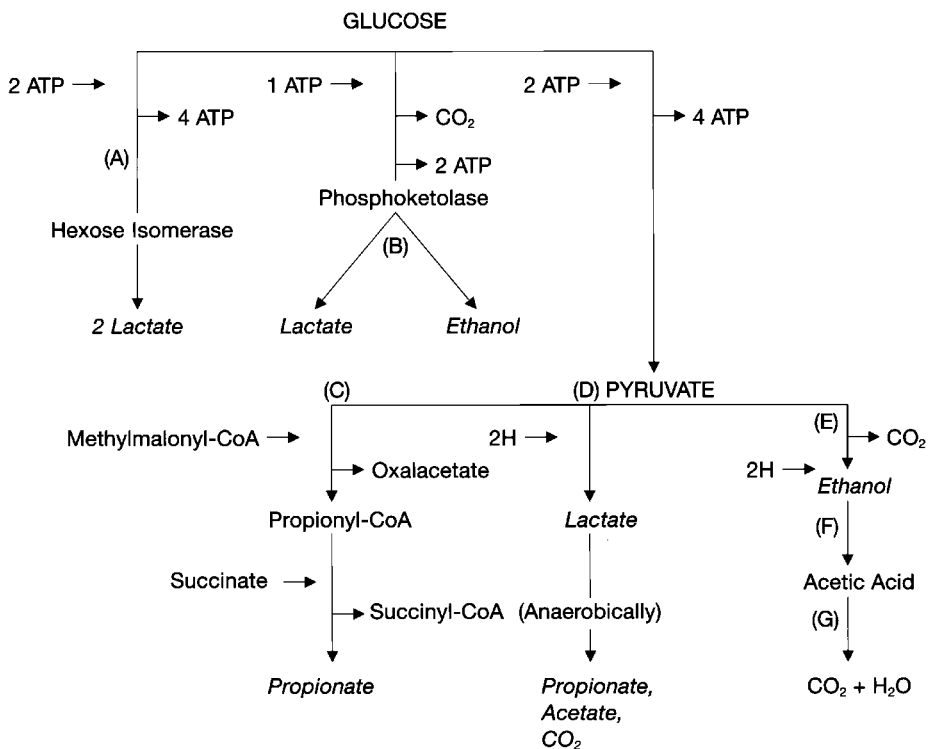 GLUCOSE
2 ATP
1 ATP
2 ATP
4 ATP
CO₂
4 ATP
(A)
2 ATP
Phosphoketolase
Hexose Isomerase
(B)
2 Lactate
Lactate
Ethanol
(C)
(D) PYRUVATE
(E)
Methylmalonyl-CoA
2H
CO₂
Oxalacetate
2H
Ethanol
Propionyl-CoA
Lactate
(F)
Succinate
Acetic Acid
Succinyl-CoA
(Anaerobically)
(G)
Propionate
Propionate,
Acetate,
CO₂
CO₂ + H₂O